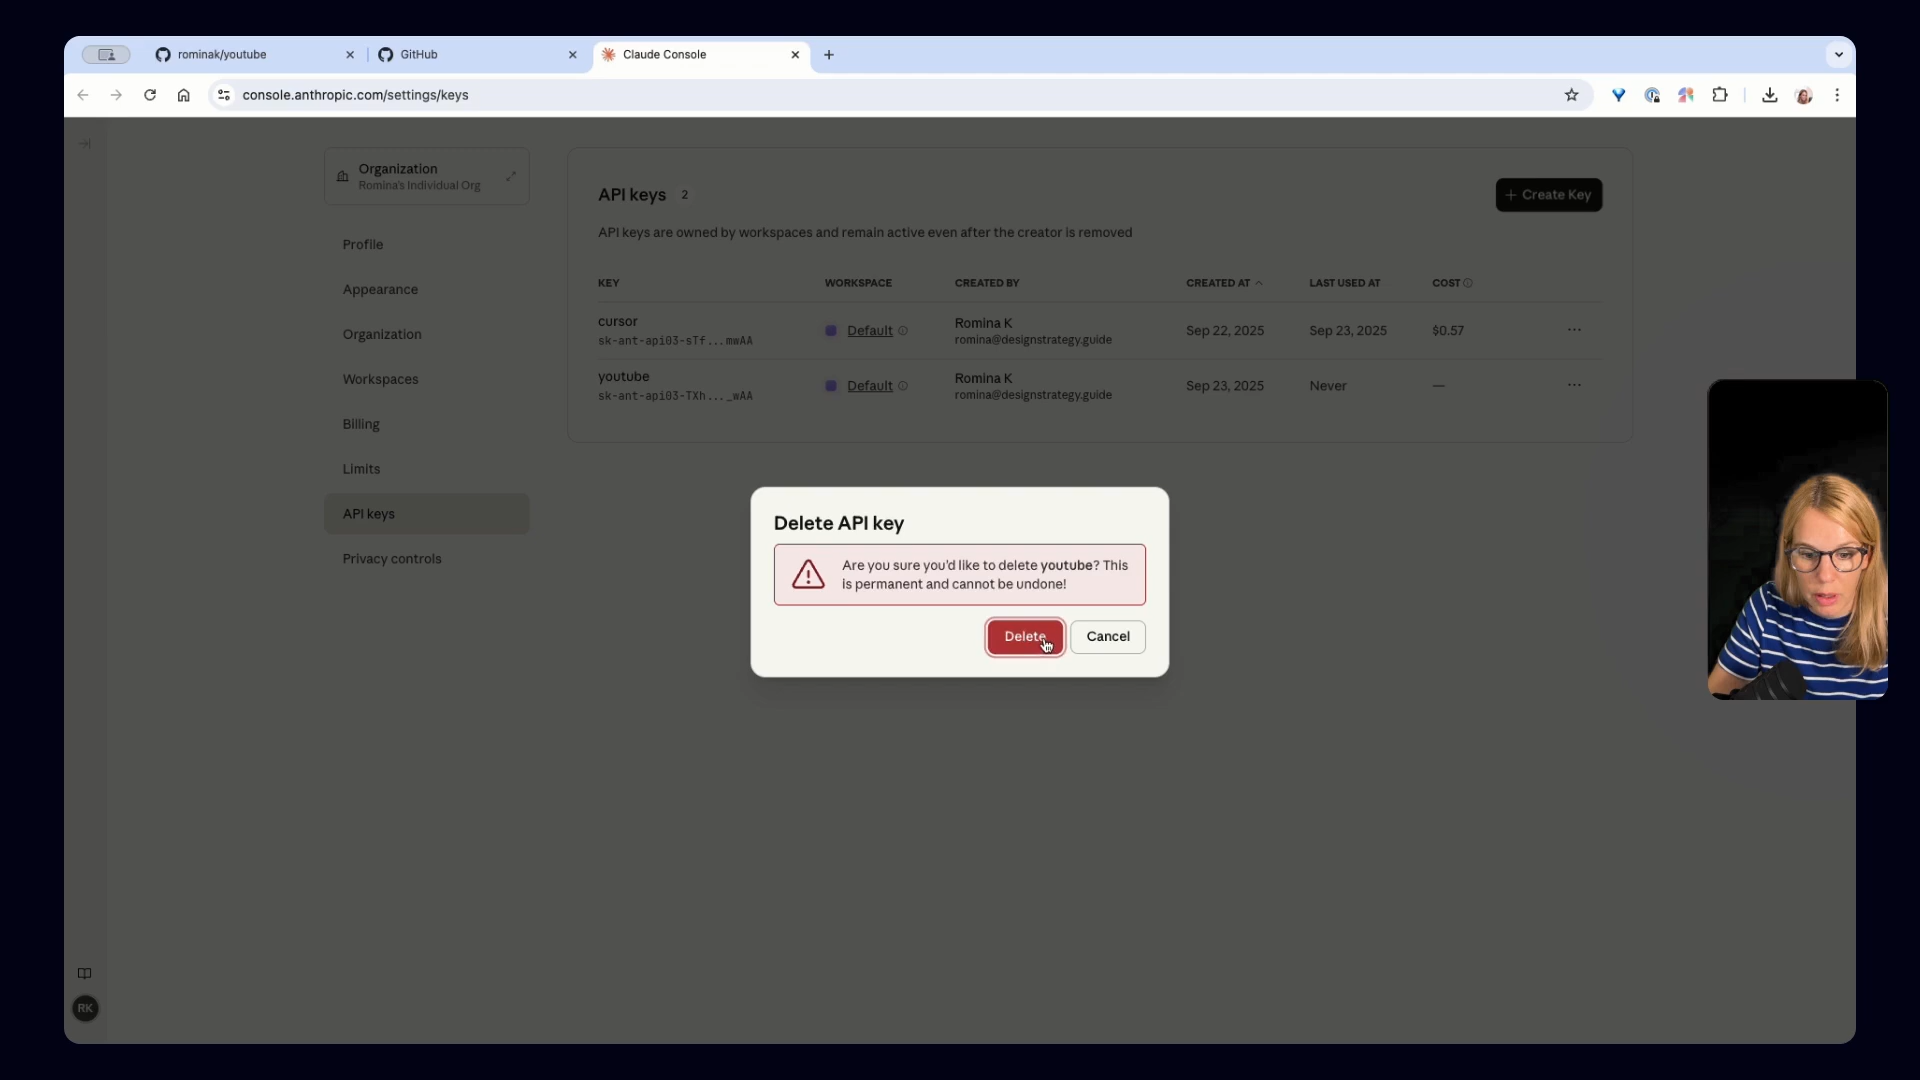 rominak/youtube
GitHub
Claude Console
console.anthropic.com/settings/keys
Organization
Romina's Individual Org
Profile
Appearance
Organization
Workspaces
Billing
Limits
API keys
Privacy controls
API keys 2
+ Create Key
API keys are owned by workspaces and remain active even after the creator is removed
KEY WORKSPACE CREATED BY CREATED AT LAST USED AT COST
cursor
sk-ant-api03-sTf...mwAA
Default
Romina K
romina@designstrategy.guide
Sep 22, 2025
Sep 23, 2025
$0.57
youtube
sk-ant-api03-TXh..._wAA
Default
Romina K
romina@designstrategy.guide
Sep 23, 2025
Never
—
Delete API key
Are you sure you'd like to delete youtube? This
is permanent and cannot be undone!
Delete
Cancel
RK